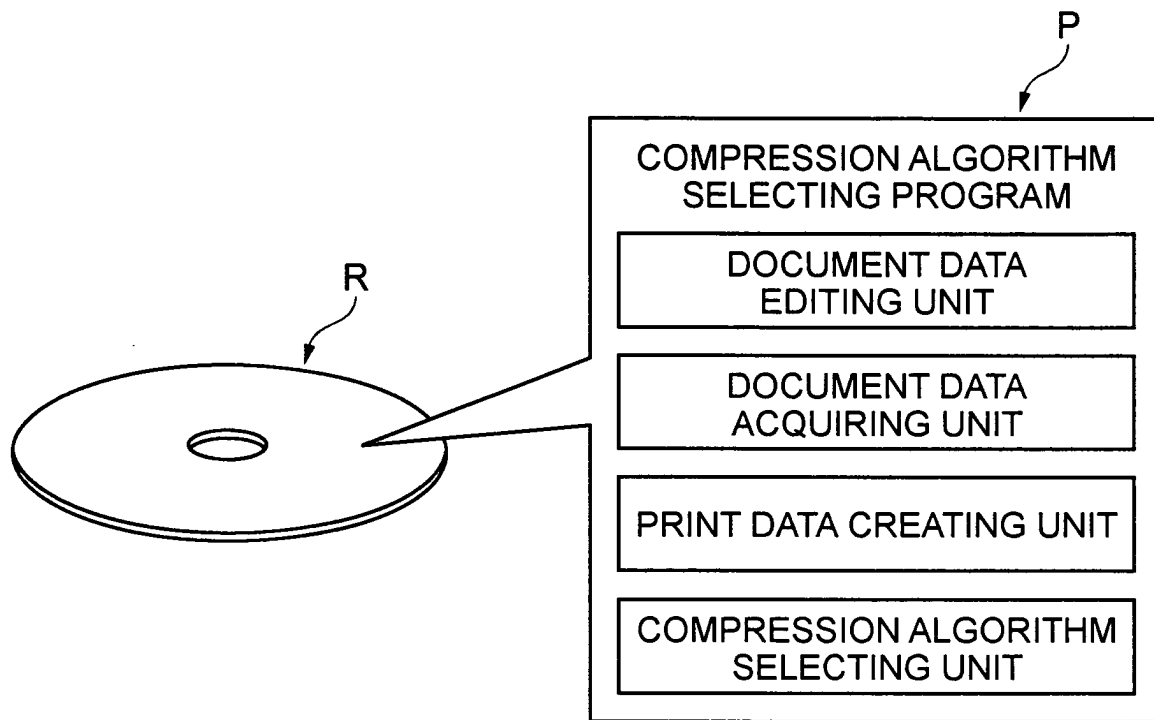 P
COMPRESSION ALGORITHM
SELECTING PROGRAM
R
DOCUMENT DATA
EDITING UNIT
DOCUMENT DATA
ACQUIRING UNIT
PRINT DATA CREATING UNIT
COMPRESSION ALGORITHM
SELECTING UNIT